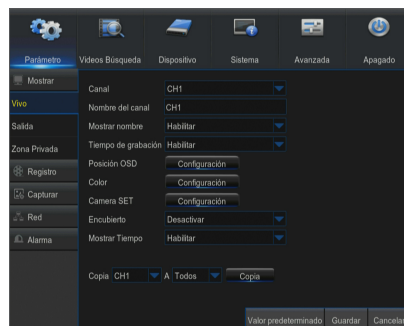 Parámetro
Videos Búsqueda
Dispositivo
Sistema
Avanzada
Apagado
Mostrar
Vivo
Salida
Zona Privada
Registro
Capturar
Red
Alarma
Canal CH1
Nombre del canal CH1
Mostrar nombre Habilitar
Tiempo de grabación Habilitar
Posición OSD Configuración
Color Configuración
Camera SET Configuración
Encubierto Desactivar
Mostrar Tiempo Habilitar
Copia CH1 A Todos Copia
Valor predeterminado Guardar Cancelar